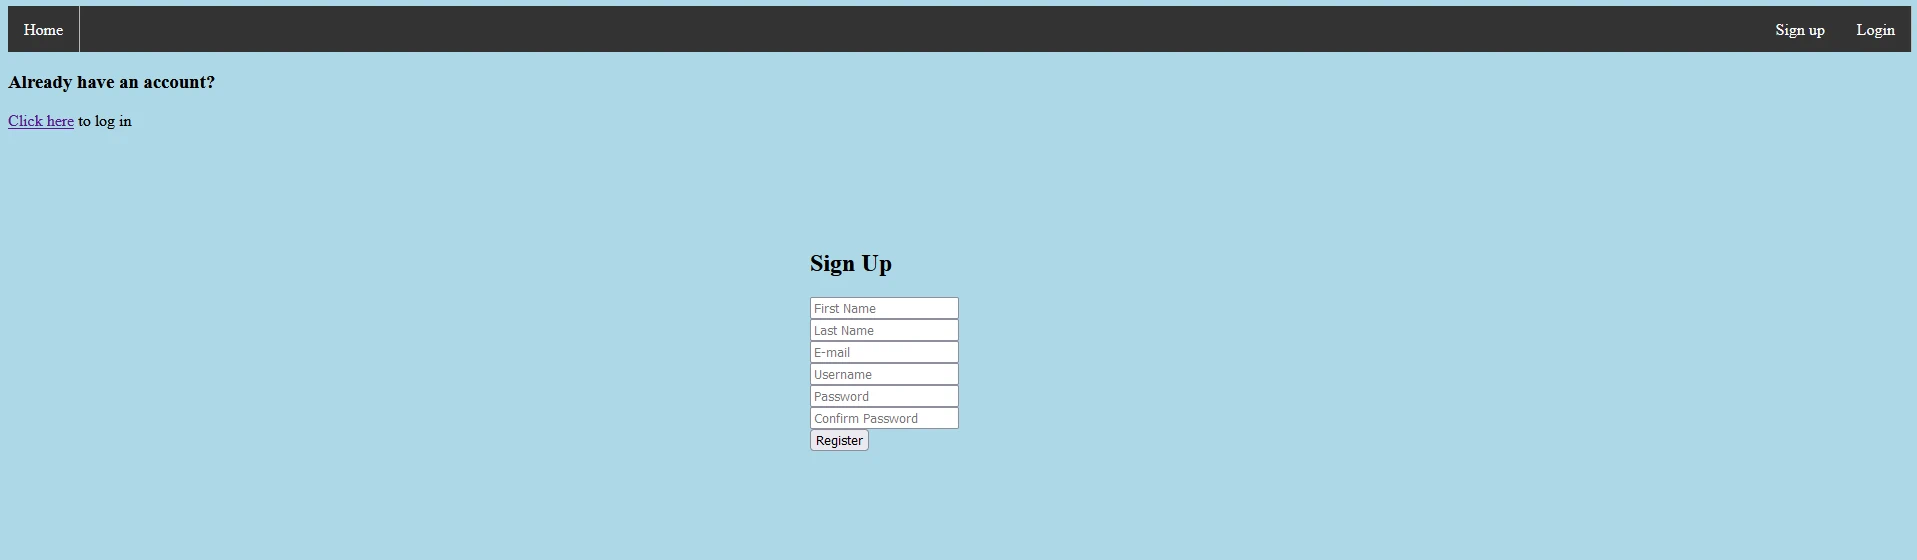 Home Sign up Login
Already have an account?
Click here to log in
Sign Up
First Name
Last Name
E-mail
Username
Password
Confirm Password
Register